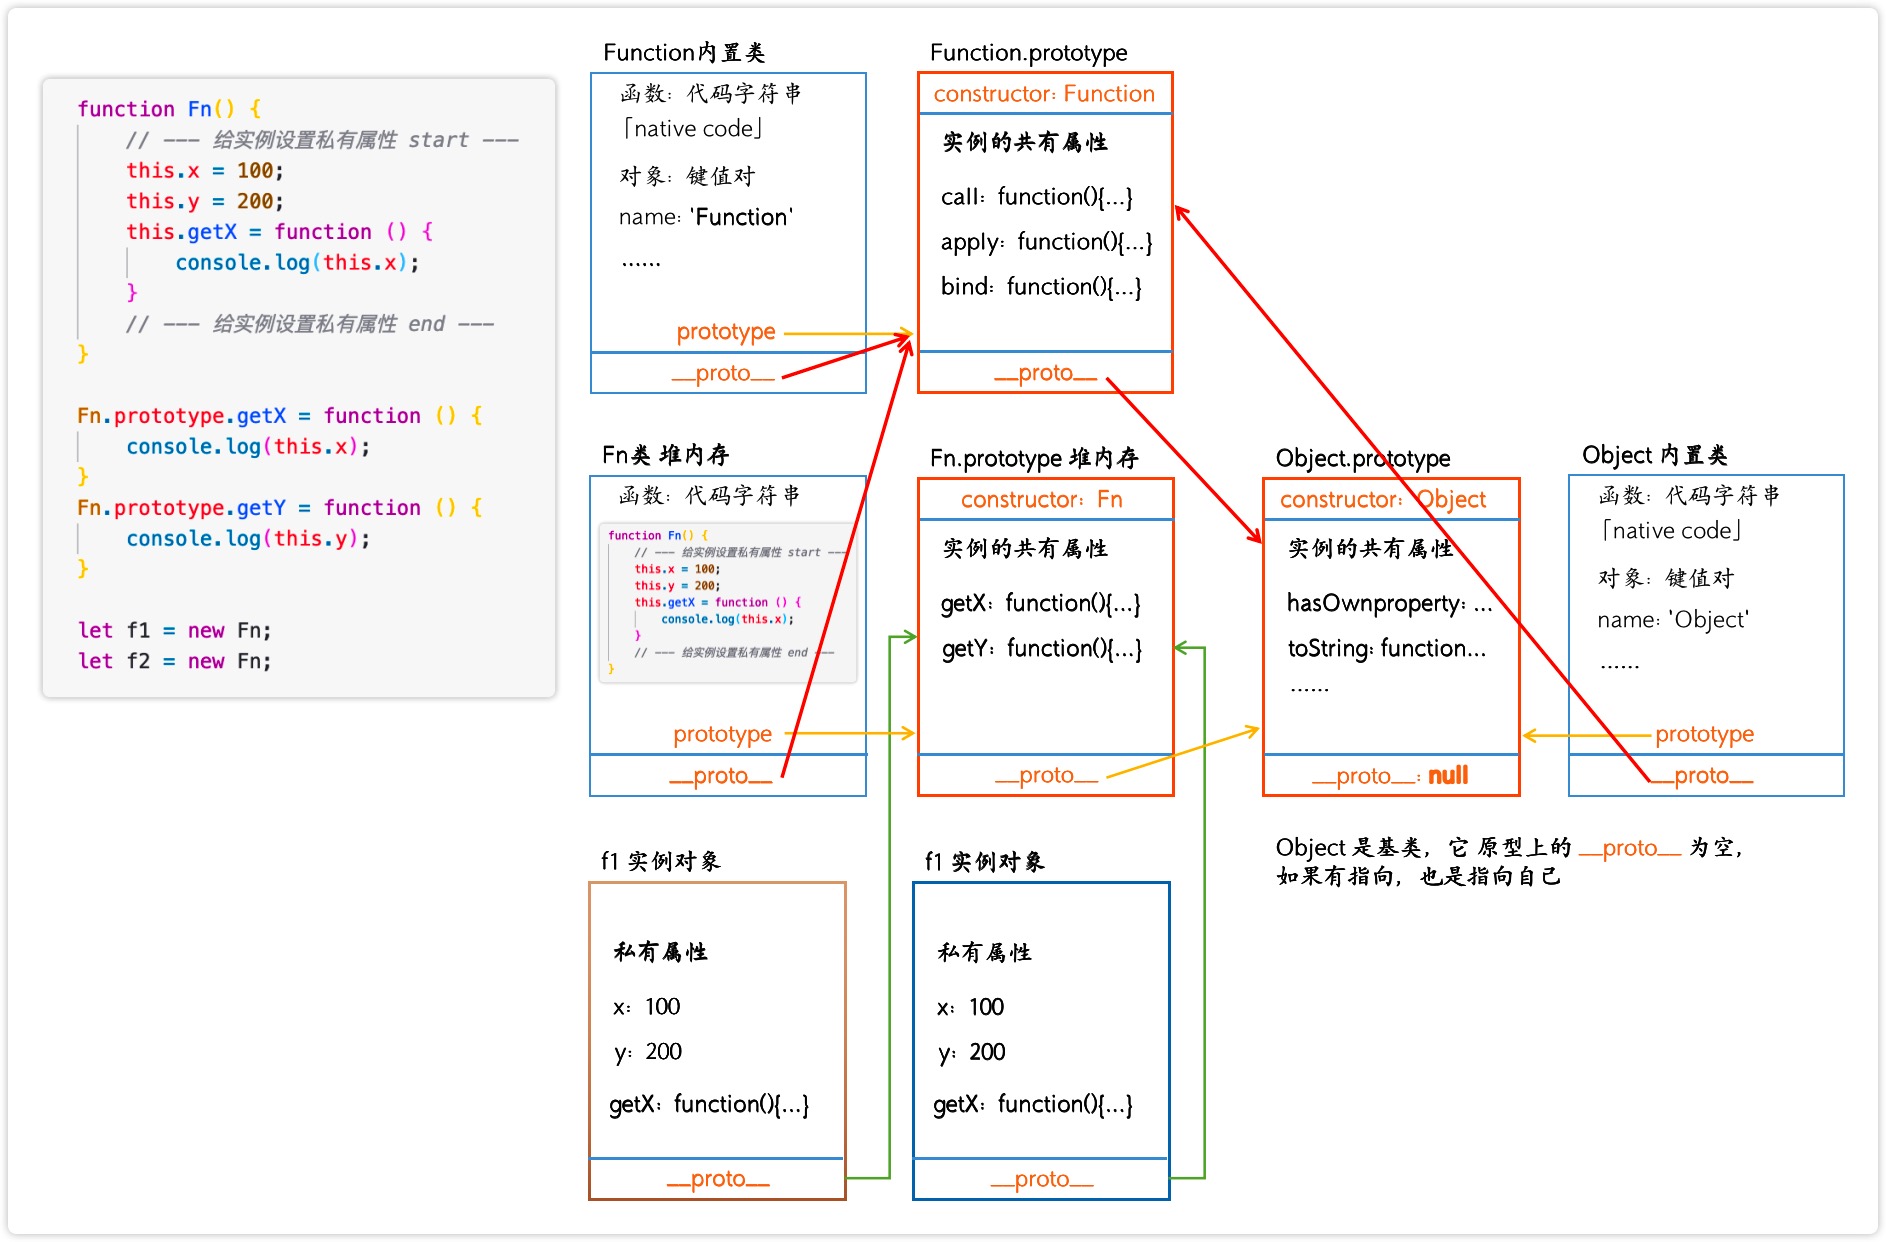 function Fn() {
// --- 给实例设置私有属性 start ---
this.x = 100;
this.y = 200;
this.getX = function () {
console.log(this.x);
}
// --- 给实例设置私有属性 end ---
}
Fn.prototype.getX = function () {
console.log(this.x);
}
Fn.prototype.getY = function () {
console.log(this.y);
}
let f1 = new Fn;
let f2 = new Fn;
Function内置类
函数：代码字符串
「native code」
对象：键值对
name: 'Function'
......
prototype
__proto__
Function.prototype
constructor: Function
实例的共有属性
call: function(){...}
apply: function(){...}
bind: function(){...}
__proto__
Fn类 堆内存
函数：代码字符串
function Fn() {
// --- 给实例设置私有属性 start ---
this.x = 100;
this.y = 200;
this.getX = function () {
console.log(this.x);
}
// --- 给实例设置私有属性 end ---
}
prototype
__proto__
Fn.prototype 堆内存
constructor: Fn
实例的共有属性
getX: function(){...}
getY: function(){...}
__proto__
Object.prototype
constructor: Object
实例的共有属性
hasOwnproperty: ...
toString: function...
......
__proto__: null
Object 内置类
函数：代码字符串
「native code」
对象：键值对
name: 'Object'
......
prototype
__proto__
Object 是基类，它 原型上的 __proto__ 为空，
如果有指向，也是指向自己
f1 实例对象
私有属性
x: 100
y: 200
getX: function(){...}
__proto__
f1 实例对象
私有属性
x: 100
y: 200
getX: function(){...}
__proto__